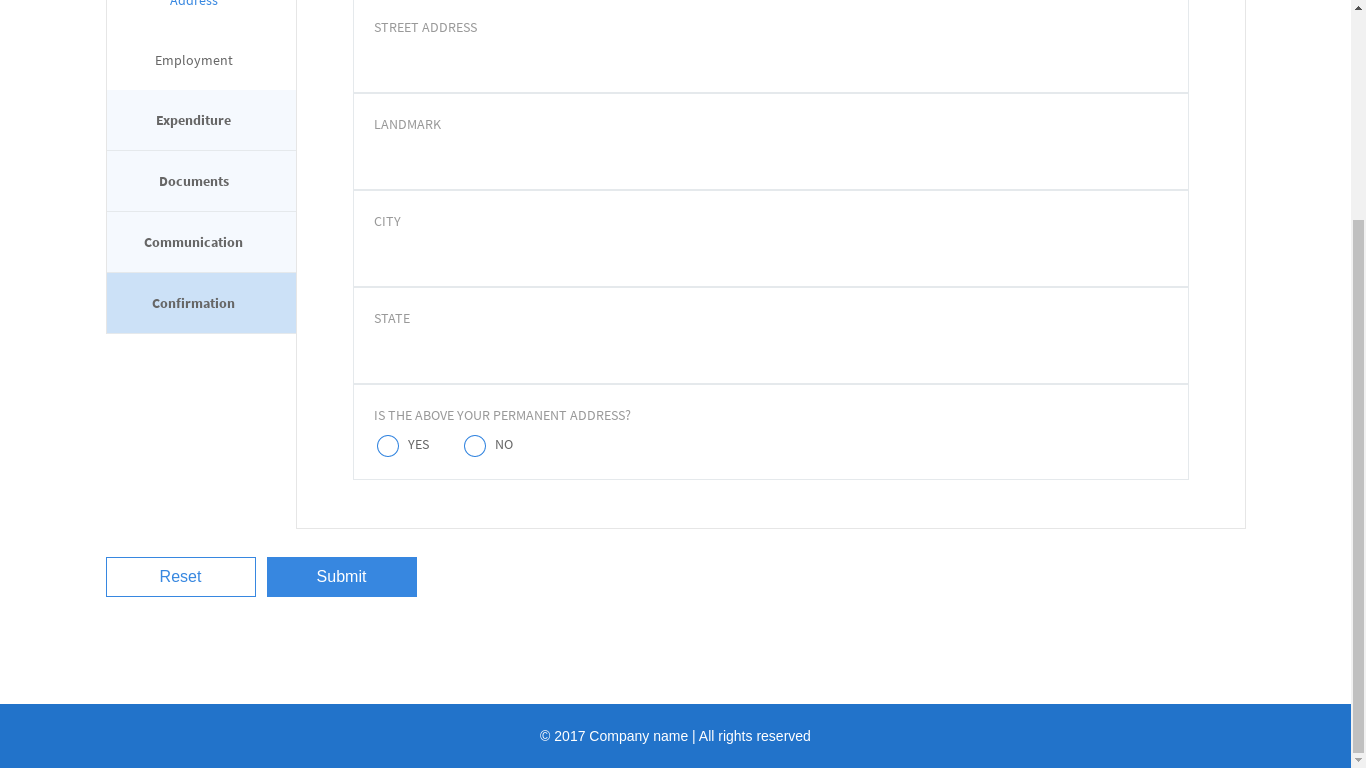 Address
Employment
Expenditure
Documents
Communication
Confirmation
STREET ADDRESS
LANDMARK
CITY
STATE
IS THE ABOVE YOUR PERMANENT ADDRESS?
YES NO
Reset Submit
© 2017 Company name | All rights reserved